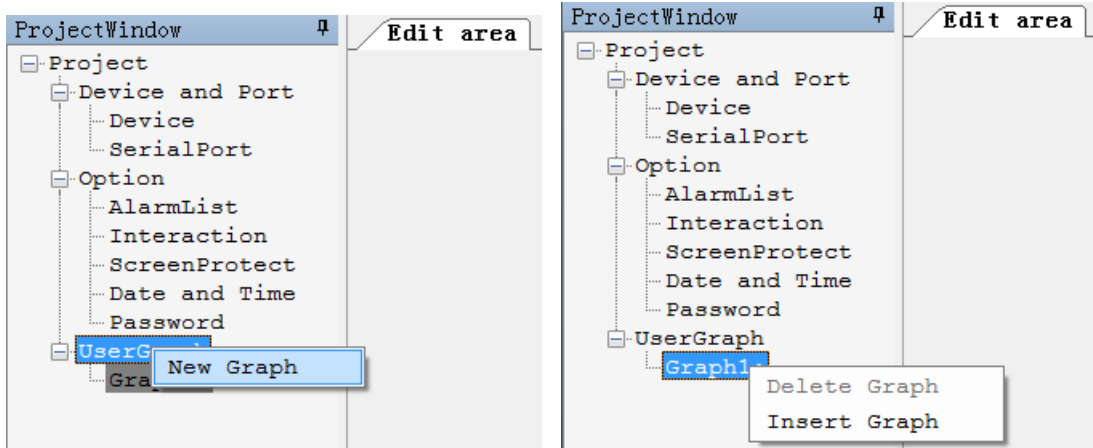 ProjectWindow
Edit area
Project
Device and Port
Device
SerialPort
Option
AlarmList
Interaction
ScreenProtect
Date and Time
Password
New Graph
ProjectWindow
Edit area
Project
Device and Port
Device
SerialPort
Option
AlarmList
Interaction
ScreenProtect
Date and Time
Password
UserGraph
Graph1:
Delete Graph
Insert Graph